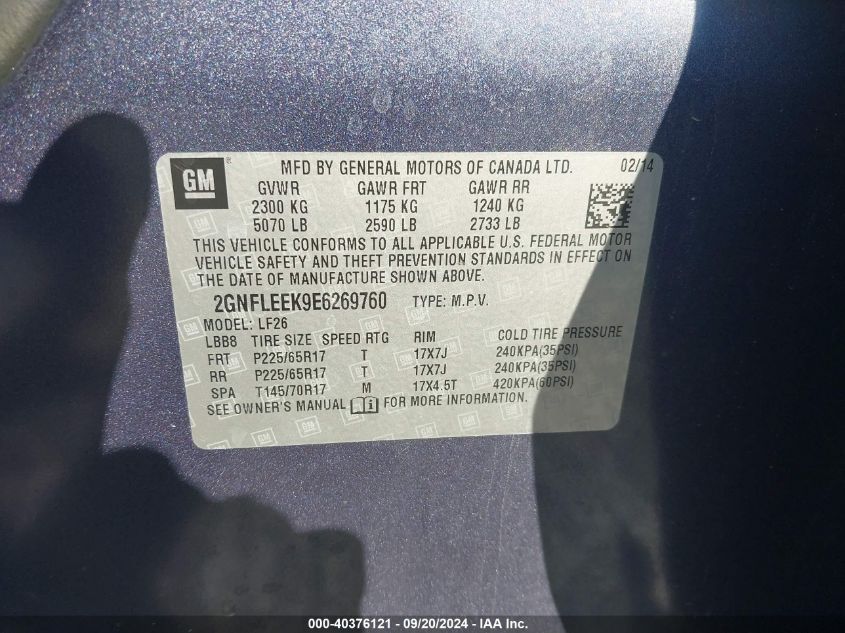 GM ® MFD BY GENERAL MOTORS OF CANADA LTD. 02/14
GVWR GAWR FRT GAWR RR
2300 KG 1175 KG 1240 KG
5070 LB 2590 LB 2733 LB
THIS VEHICLE CONFORMS TO ALL APPLICABLE U.S. FEDERAL MOTOR
VEHICLE SAFETY AND THEFT PREVENTION STANDARDS IN EFFECT ON
THE DATE OF MANUFACTURE SHOWN ABOVE.
2GNFLEEK9E6269760 TYPE: M.P.V.
MODEL: LF26
LBB8 TIRE SIZE SPEED RTG RIM COLD TIRE PRESSURE
FRT P225/65R17 T 17X7J 240KPA(35PSI)
RR P225/65R17 T 17X7J 240KPA(35PSI)
SPA T145/70R17 M 17X4.5T 420KPA(60PSI)
SEE OWNER'S MANUAL FOR MORE INFORMATION.
000-40376121 - 09/20/2024 - IAA Inc.